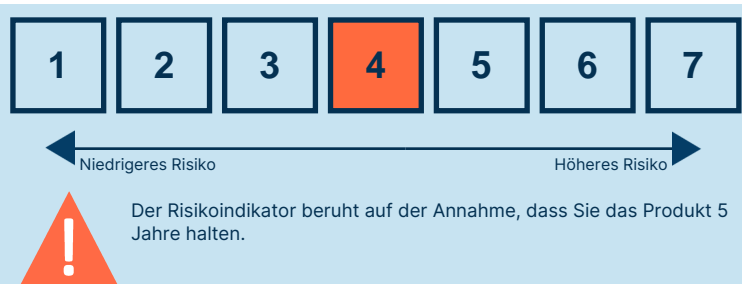 1 2 3 4 5 6 7
Niedrigeres Risiko Höheres Risiko
Der Risikoindikator beruht auf der Annahme, dass Sie das Produkt 5
Jahre halten.
!